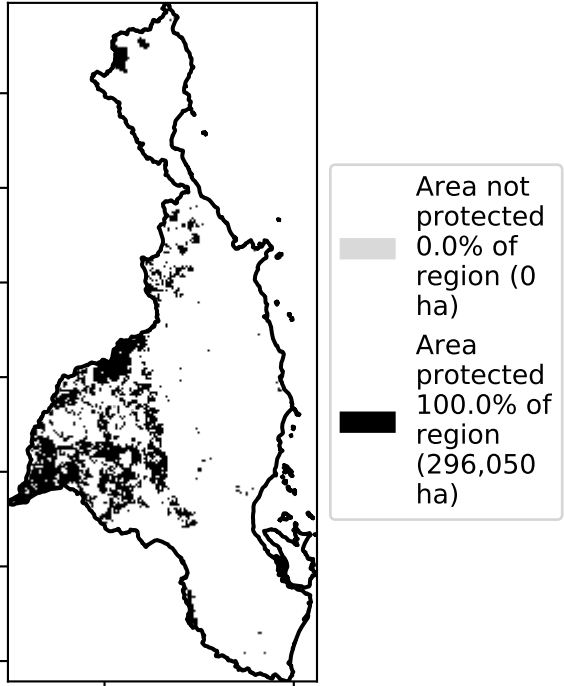 Area not
protected
0.0% of
region (0
ha)
Area
protected
100.0% of
region
(296,050
ha)